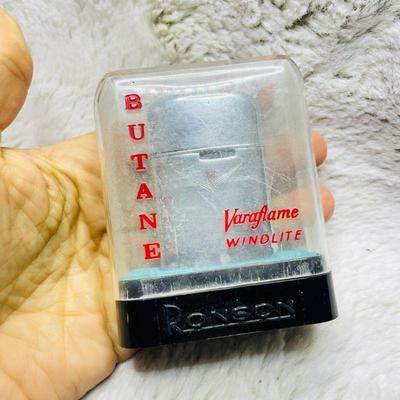 BUTANE
Varaflame
WINDLITE
RONSON